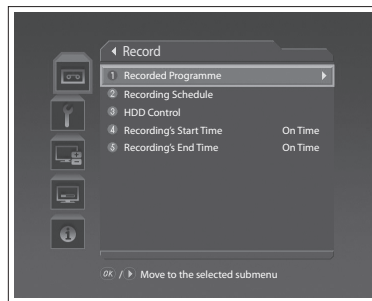 Record
1 Recorded Programme
2 Recording Schedule
3 HDD Control
4 Recording's Start Time On Time
5 Recording's End Time On Time
OK / Move to the selected submenu